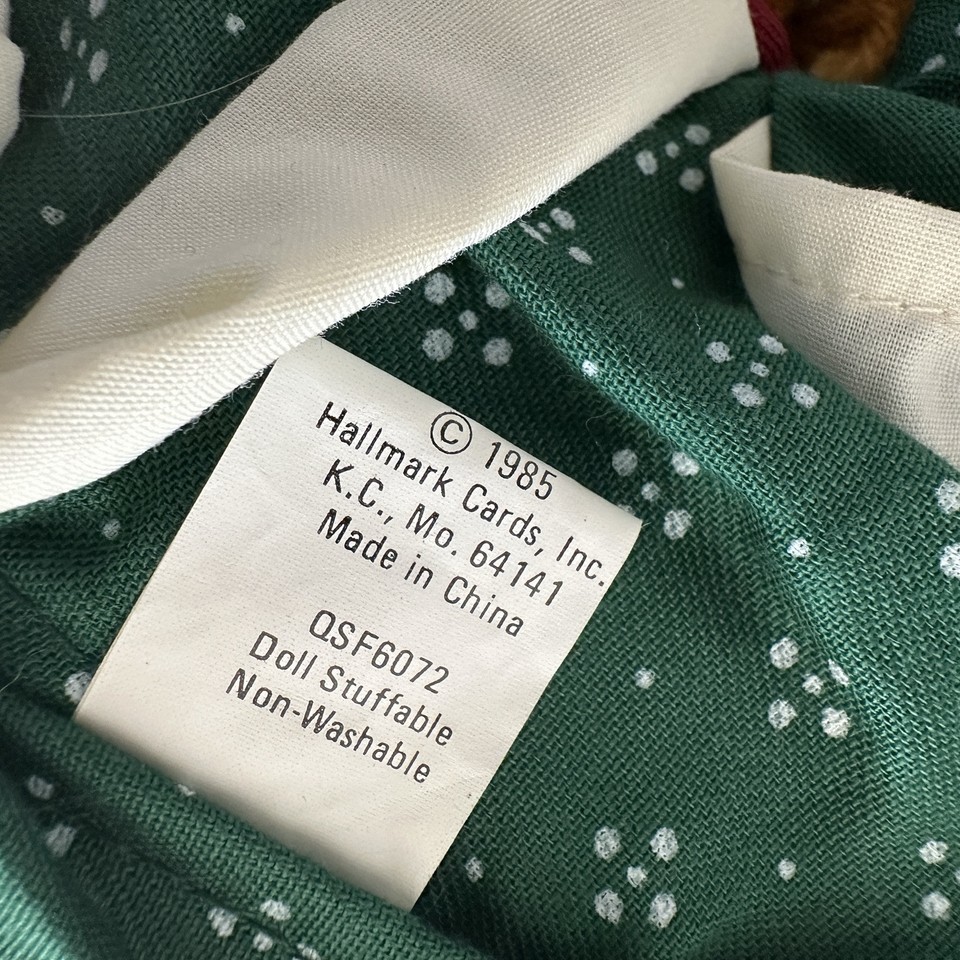 © 1985
Hallmark Cards, Inc.
K.C., Mo. 64141
Made in China
QSF6072
Doll Stuffable
Non-Washable